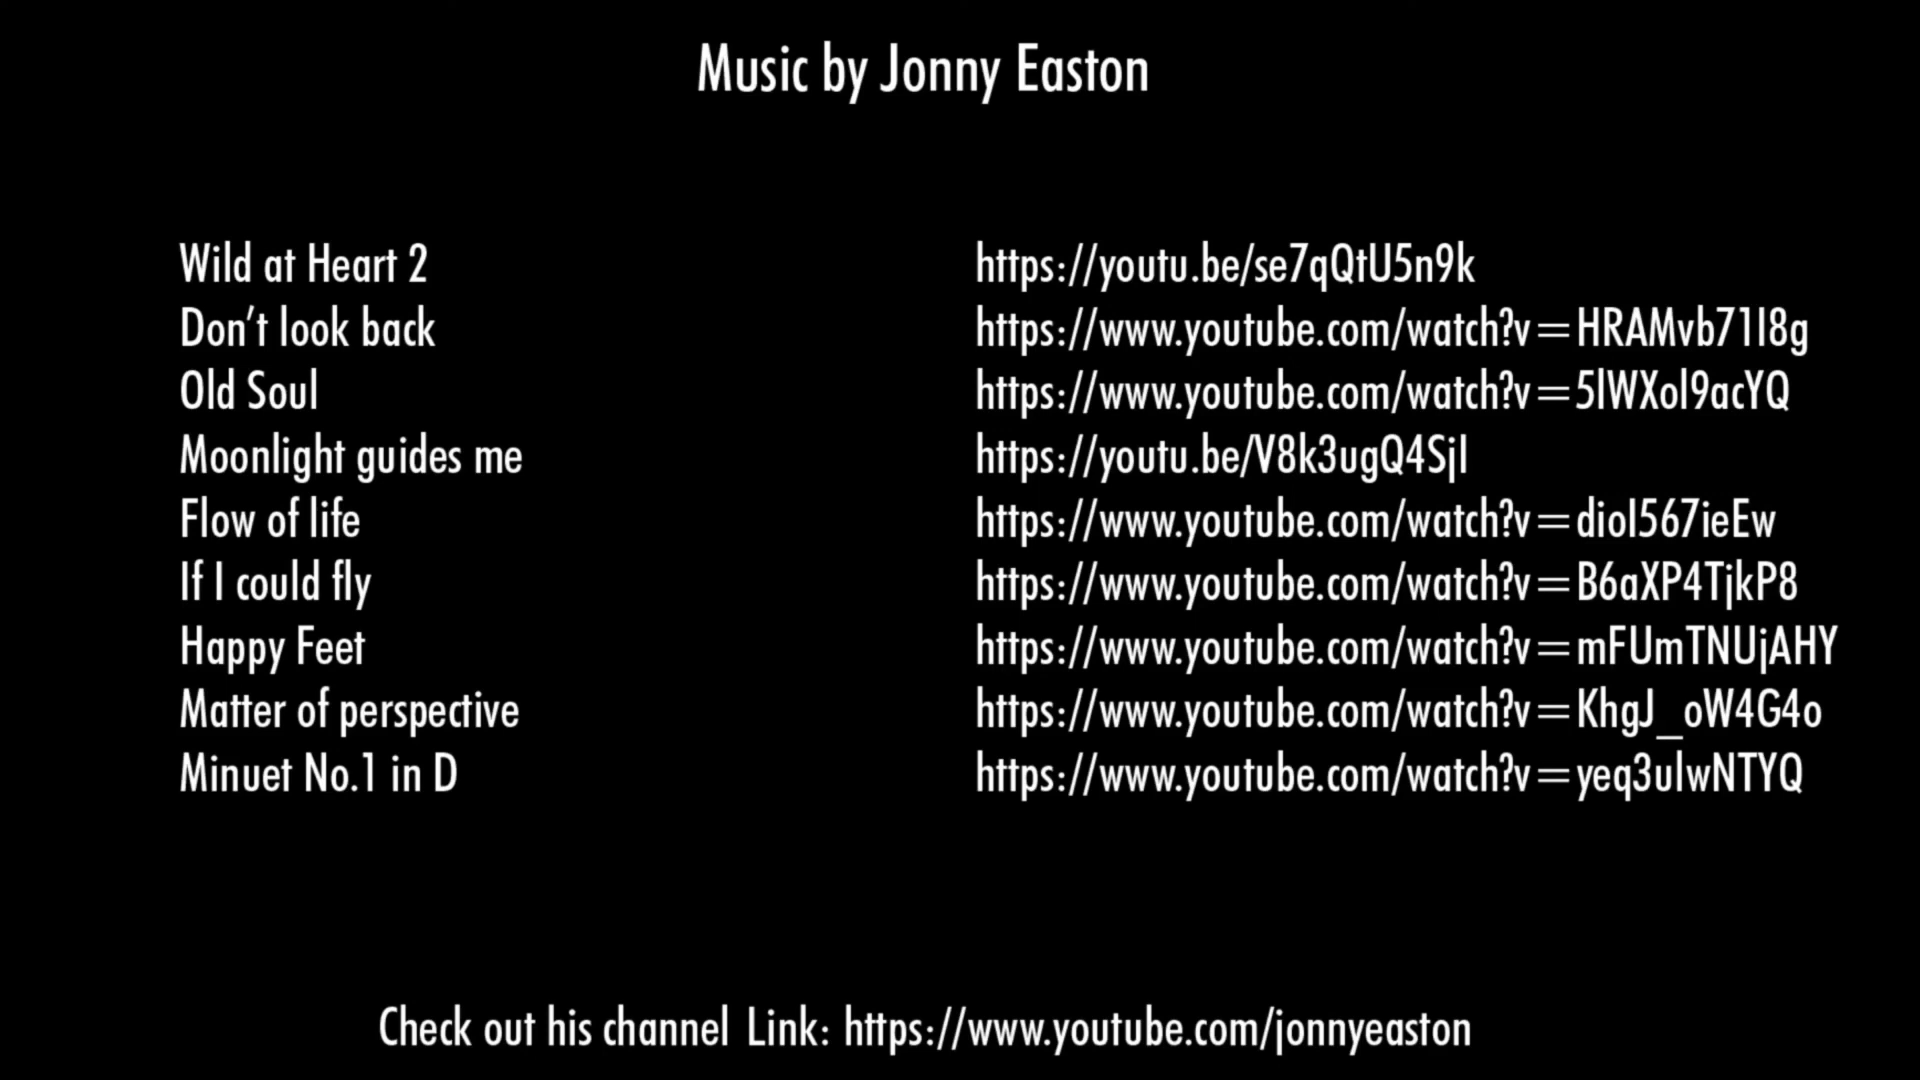 Music by Jonny Easton
Wild at Heart 2 https://youtu.be/se7qQtU5n9k
Don’t look back https://www.youtube.com/watch?v=HRAMvb71I8g
Old Soul https://www.youtube.com/watch?v=5lWXol9acYQ
Moonlight guides me https://youtu.be/V8k3ugQ4SjI
Flow of life https://www.youtube.com/watch?v=dioI567ieEw
If I could fly https://www.youtube.com/watch?v=B6aXP4TjkP8
Happy Feet https://www.youtube.com/watch?v=mFUmTNUjAHY
Matter of perspective https://www.youtube.com/watch?v=KhgJ_oW4G4o
Minuet No.1 in D https://www.youtube.com/watch?v=yeq3ulwNTYQ
Check out his channel Link: https://www.youtube.com/jonnyeaston